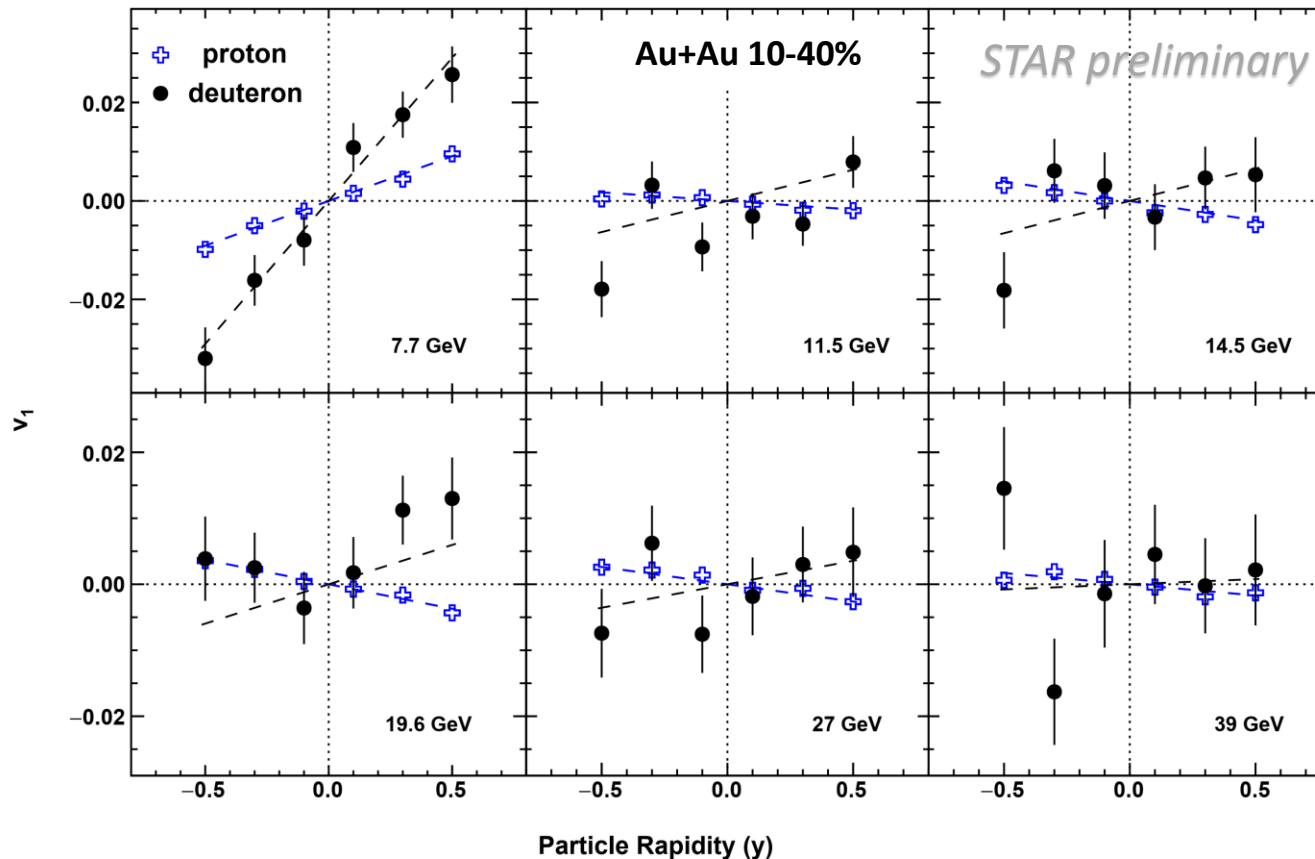 proton
deuteron
Au+Au 10-40%
STAR preliminary
0.02
0.00
−0.02
7.7 GeV
11.5 GeV
14.5 GeV
v1
0.02
0.00
−0.02
19.6 GeV
27 GeV
39 GeV
−0.5 0.0 0.5 −0.5 0.0 0.5 −0.5 0.0 0.5
Particle Rapidity (y)